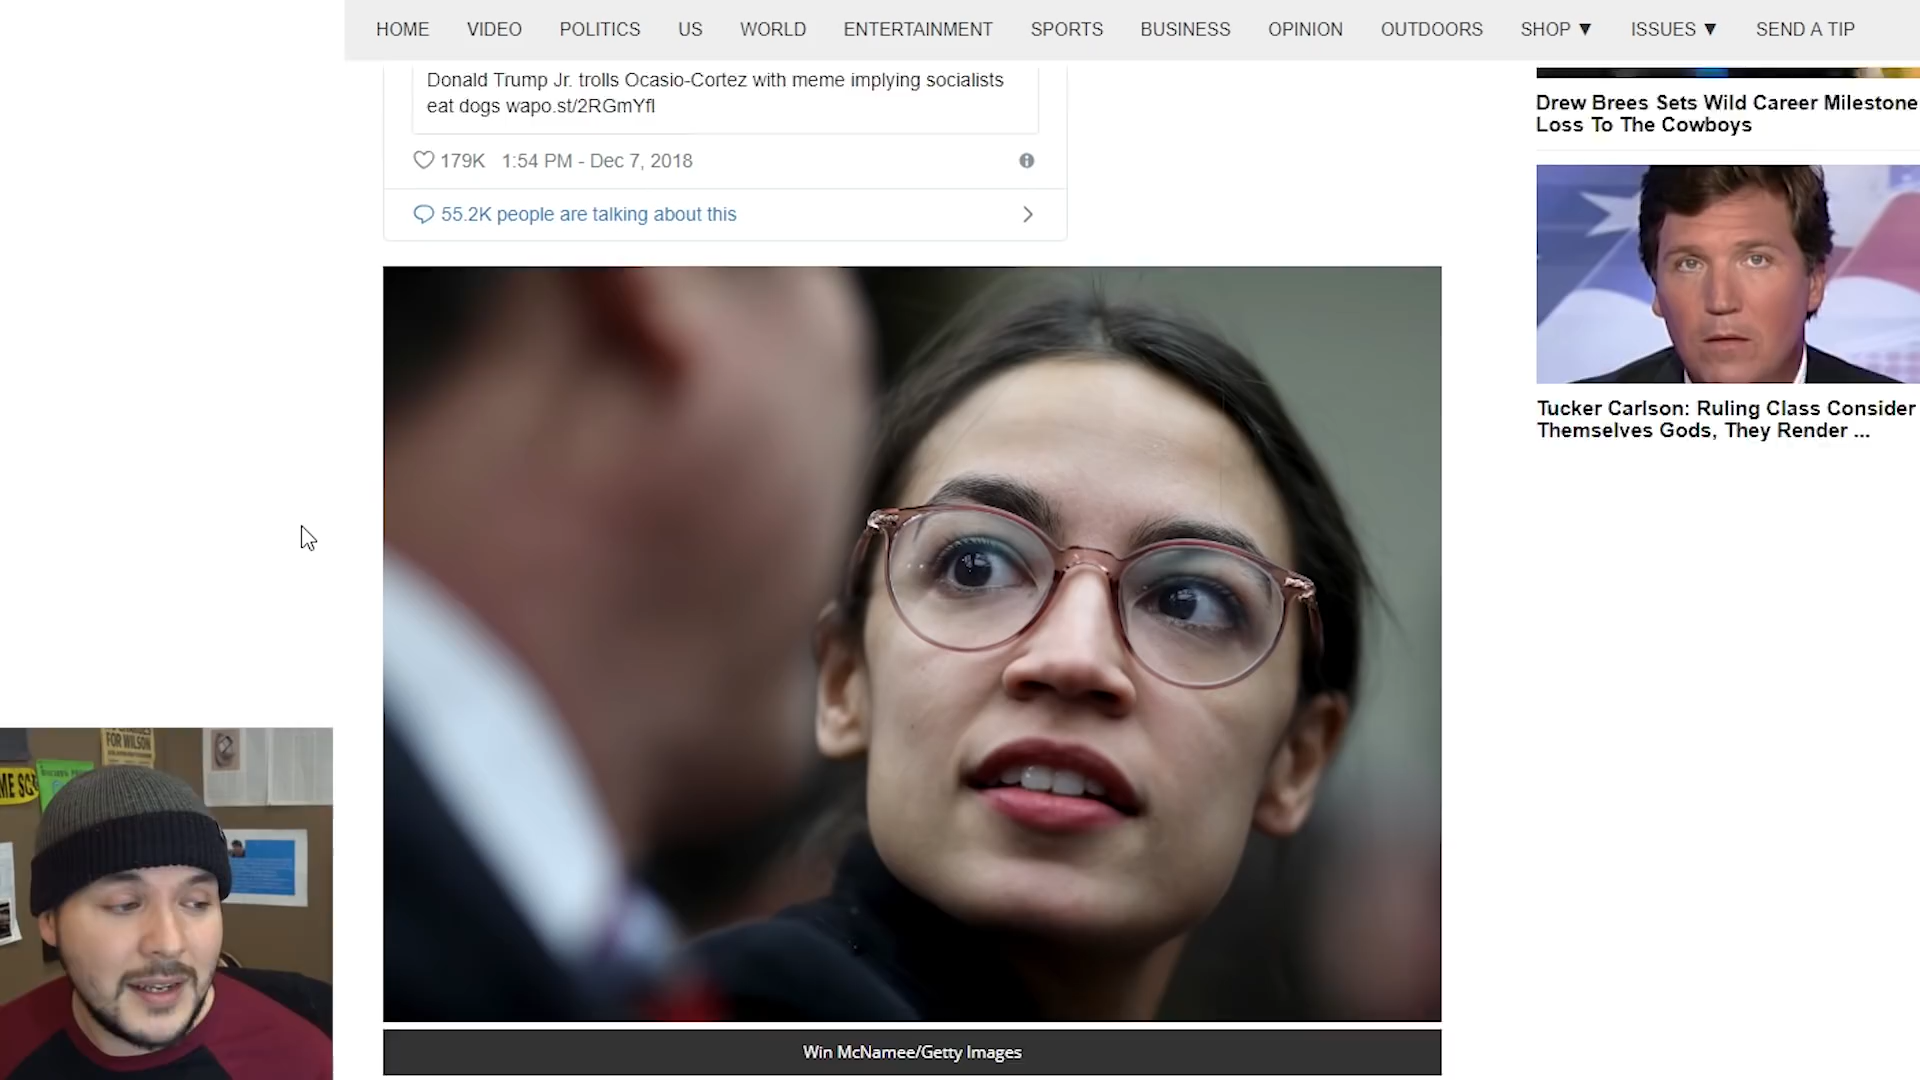 HOME VIDEO POLITICS US WORLD ENTERTAINMENT SPORTS BUSINESS OPINION OUTDOORS SHOP ▼ ISSUES ▼ SEND A TIP
Donald Trump Jr. trolls Ocasio-Cortez with meme implying socialists
eat dogs wapo.st/2RGmYfl
179K 1:54 PM - Dec 7, 2018
55.2K people are talking about this
Win McNamee/Getty Images
Drew Brees Sets Wild Career Milestone
Loss To The Cowboys
Tucker Carlson: Ruling Class Consider
Themselves Gods, They Render ...
FOR WILSON
ME